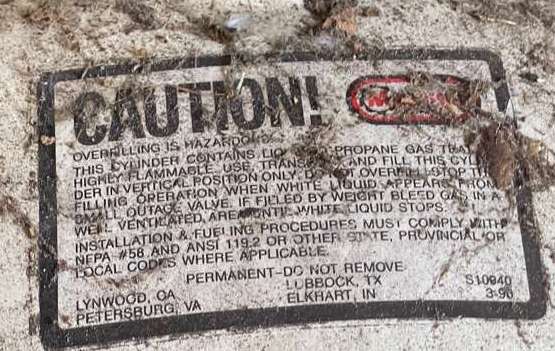 CAUTION!
OVERFILLING IS HAZARDOUS.
THIS CYLINDER CONTAINS PROPANE GAS THAT
HIGHLY FLAMMABLE. USE, AND FILL THIS
DER IN VERTICAL POSITION ONLY. DO NOT OVERFILL. STOP THE
FILLING OPERATION WHEN WHITE LIQUID APPEARS FROM
SMALL OUTAGE VALVE. IF FILLED BY WEIGHT BLEED GAS IN A
WELL VENTILATED AREA UNTIL WHITE LIQUID STOPS.
INSTALLATION & FUELING PROCEDURES MUST COMPLY WITH
NFPA #58 AND ANSI 119.2 OR OTHER STATE, PROVINCIAL OR
LOCAL CODES WHERE APPLICABLE.
PERMANENT-DO NOT REMOVE
LYNWOOD, CA LUBBOCK, TX S10940
PETERSBURG, VA ELKHART, IN 3-90